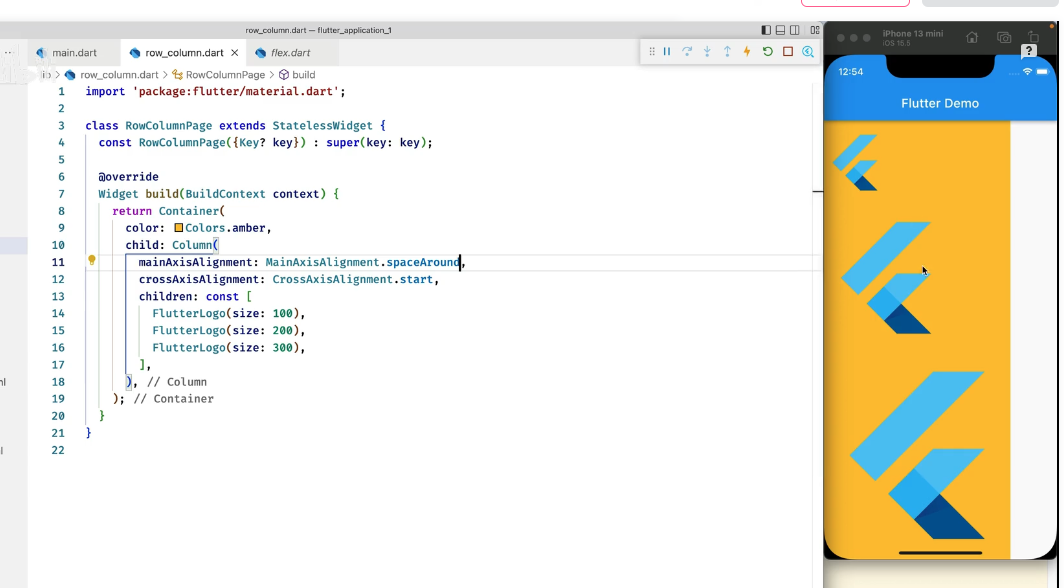 row_column.dart — flutter_application_1
main.dart
row_column.dart
flex.dart
lib > row_column.dart > RowColumnPage > build
1 import 'package:flutter/material.dart';
2
3 class RowColumnPage extends StatelessWidget {
4 const RowColumnPage({Key? key}) : super(key: key);
5
6 @override
7 Widget build(BuildContext context) {
8 return Container(
9 color: Colors.amber,
10 child: Column(
11 mainAxisAlignment: MainAxisAlignment.spaceAround,
12 crossAxisAlignment: CrossAxisAlignment.start,
13 children: const [
14 FlutterLogo(size: 100),
15 FlutterLogo(size: 200),
16 FlutterLogo(size: 300),
17 ],
18 ), // Column
19 ); // Container
20 }
21 }
22
iPhone 13 mini
iOS 16.5
?
12:54
Flutter Demo